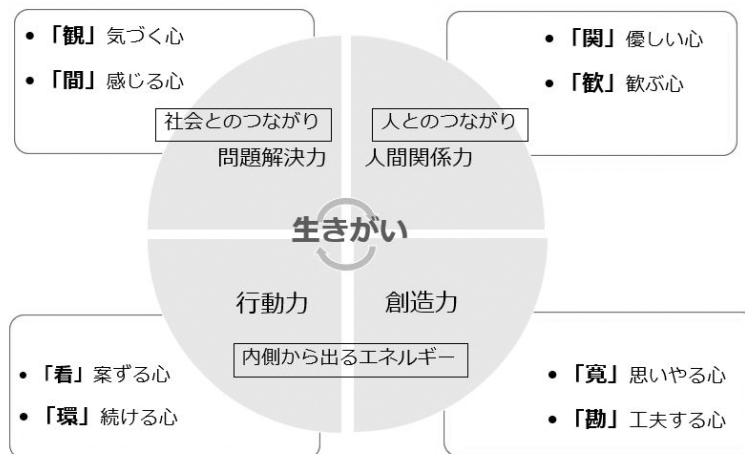 • 「観」気づく心
• 「間」感じる心
• 「関」優しい心
• 「歓」歓ぶ心
社会とのつながり
問題解決力
人とのつながり
人間関係力
生きがい
行動力
創造力
内側から出るエネルギー
• 「看」案ずる心
• 「環」続ける心
• 「寛」思いやる心
• 「勘」工夫する心